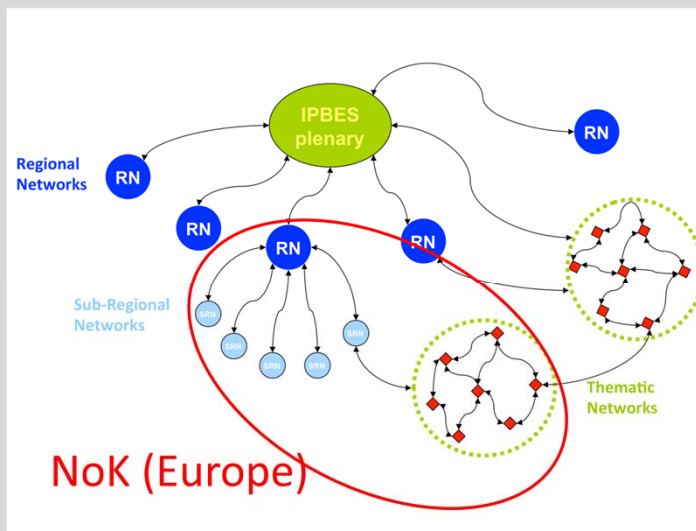 IPBES
plenary
RN
Regional
Networks
RN
RN
RN
RN
Sub-Regional
Networks
SRN
SRN
SRN
SRN
SRN
Thematic
Networks
NoK (Europe)